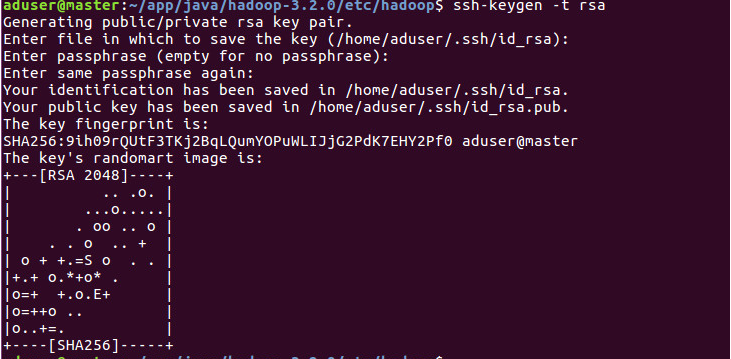 aduser@master:~/app/java/hadoop-3.2.0/etc/hadoop$ ssh-keygen -t rsa
Generating public/private rsa key pair.
Enter file in which to save the key (/home/aduser/.ssh/id_rsa):
Enter passphrase (empty for no passphrase):
Enter same passphrase again:
Your identification has been saved in /home/aduser/.ssh/id_rsa.
Your public key has been saved in /home/aduser/.ssh/id_rsa.pub.
The key fingerprint is:
SHA256:9ih09rQUtF3TKj2BqLQumYOPuWLIJjG2PdK7EHY2Pf0 aduser@master
The key's randomart image is:
+---[RSA 2048]----+
|           .. .o. |
|         ...o.....|
|        . oo .. o |
|     . . o  .. +  |
| o + +.=S o  . .  |
|+.+ o.*+o* .      |
|o=+  +.o.E+       |
|o=++o ..          |
|o..+=.            |
+----[SHA256]-----+